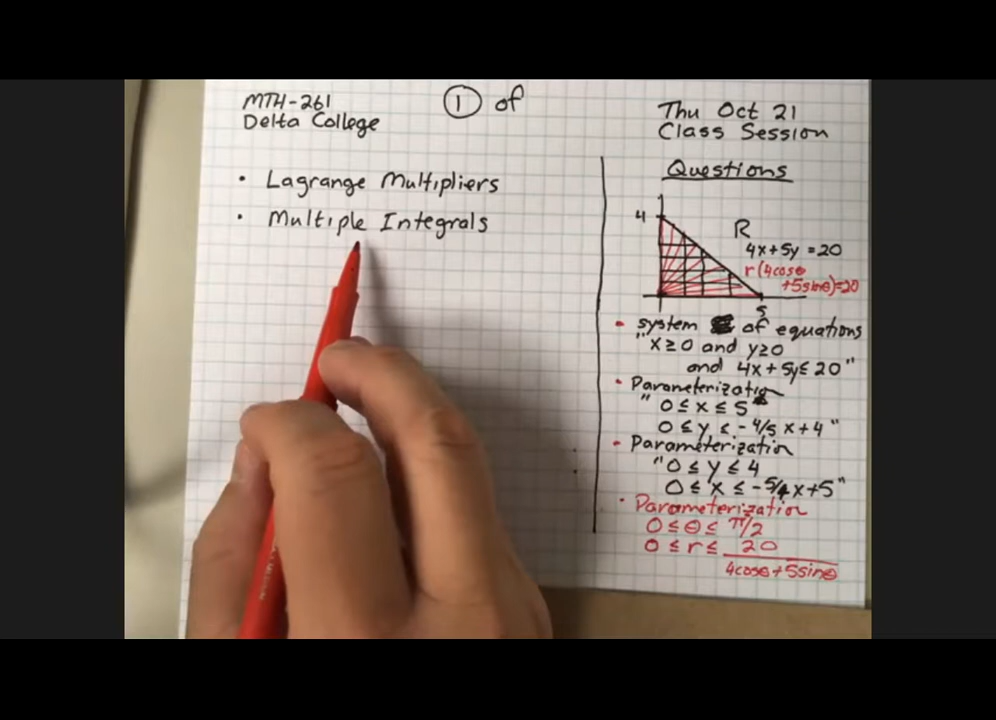 MTH-261
Delta College
1 of
Thu Oct 21
Class Session
• Lagrange Multipliers
• Multiple Integrals
Questions
4
R
4x+5y=20
r(4cosθ
+5sinθ)=20
5
• system of equations
"x≥0 and y≥0
and 4x+5y≤20"
• Parameterization
"0≤x≤5
0≤y≤-4/5x+4"
• Parameterization
"0≤y≤4
0≤x≤-5/4x+5"
• Parameterization
0≤θ≤π/2
0≤r≤20
4cosθ+5sinθ